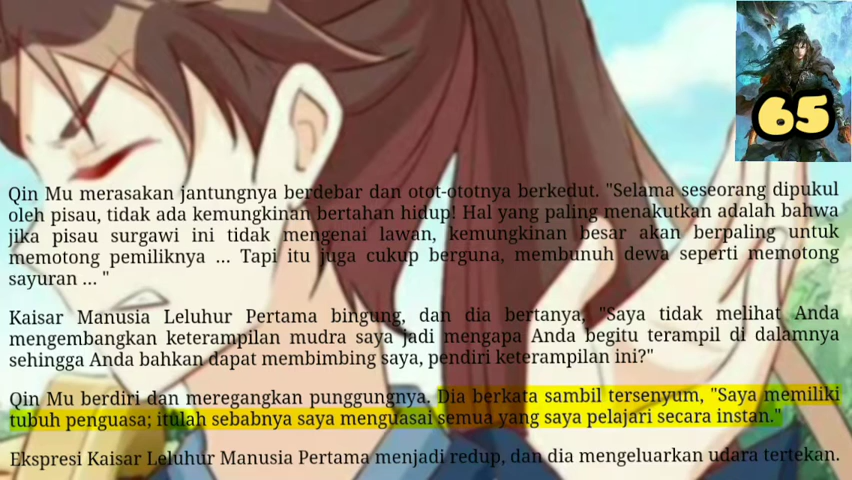 65
Qin Mu merasakan jantungnya berdebar dan otot-ototnya berkedut. "Selama seseorang dipukul
oleh pisau, tidak ada kemungkinan bertahan hidup! Hal yang paling menakutkan adalah bahwa
jika pisau surgawi ini tidak mengenai lawan, kemungkinan besar akan berpaling untuk
memotong pemiliknya ... Tapi itu juga cukup berguna, membunuh dewa seperti memotong
sayuran ... "
Kaisar Manusia Leluhur Pertama bingung, dan dia bertanya, "Saya tidak melihat Anda
mengembangkan keterampilan mudra saya jadi mengapa Anda begitu terampil di dalamnya
sehingga Anda bahkan dapat membimbing saya, pendiri keterampilan ini?"
Qin Mu berdiri dan meregangkan punggungnya. Dia berkata sambil tersenyum, "Saya memiliki
tubuh penguasa; itulah sebabnya saya menguasai semua yang saya pelajari secara instan."
Ekspresi Kaisar Leluhur Manusia Pertama menjadi redup, dan dia mengeluarkan udara tertekan.